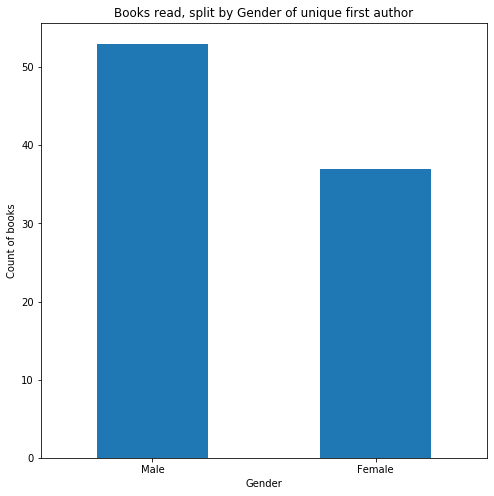 Books read, split by Gender of unique first author
50
40
30
20
10
0
Count of books
Male Female
Gender